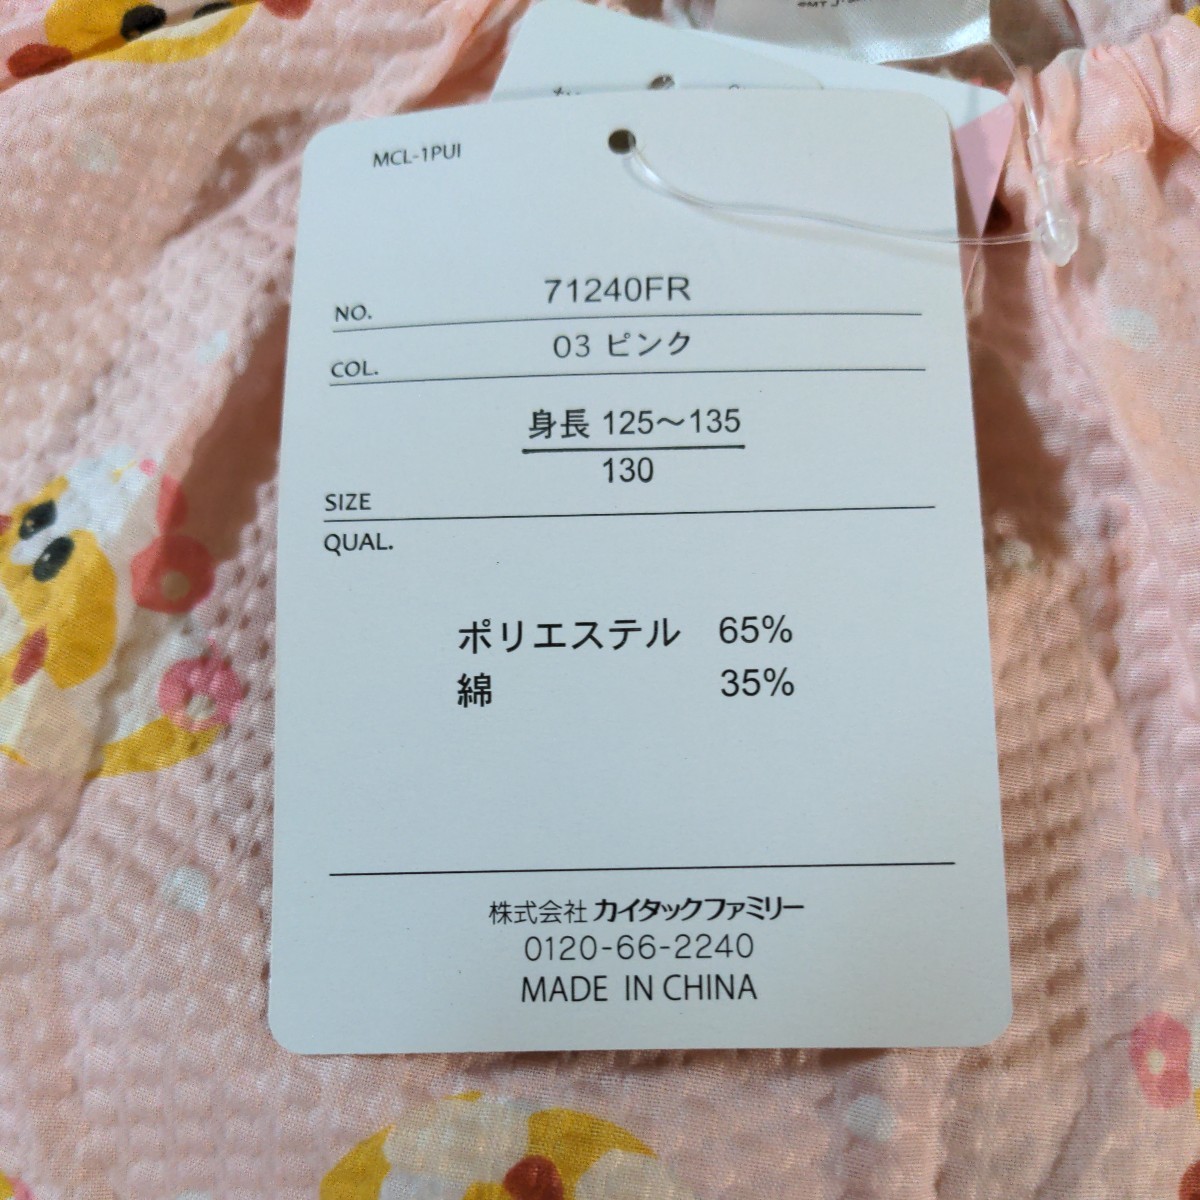 MCL-1PUI
NO. 71240FR
COL. 03 ピンク
身長 125～135
130
SIZE
QUAL.
ポリエステル 65%
綿 35%
株式会社 カイタックファミリー
0120-66-2240
MADE IN CHINA